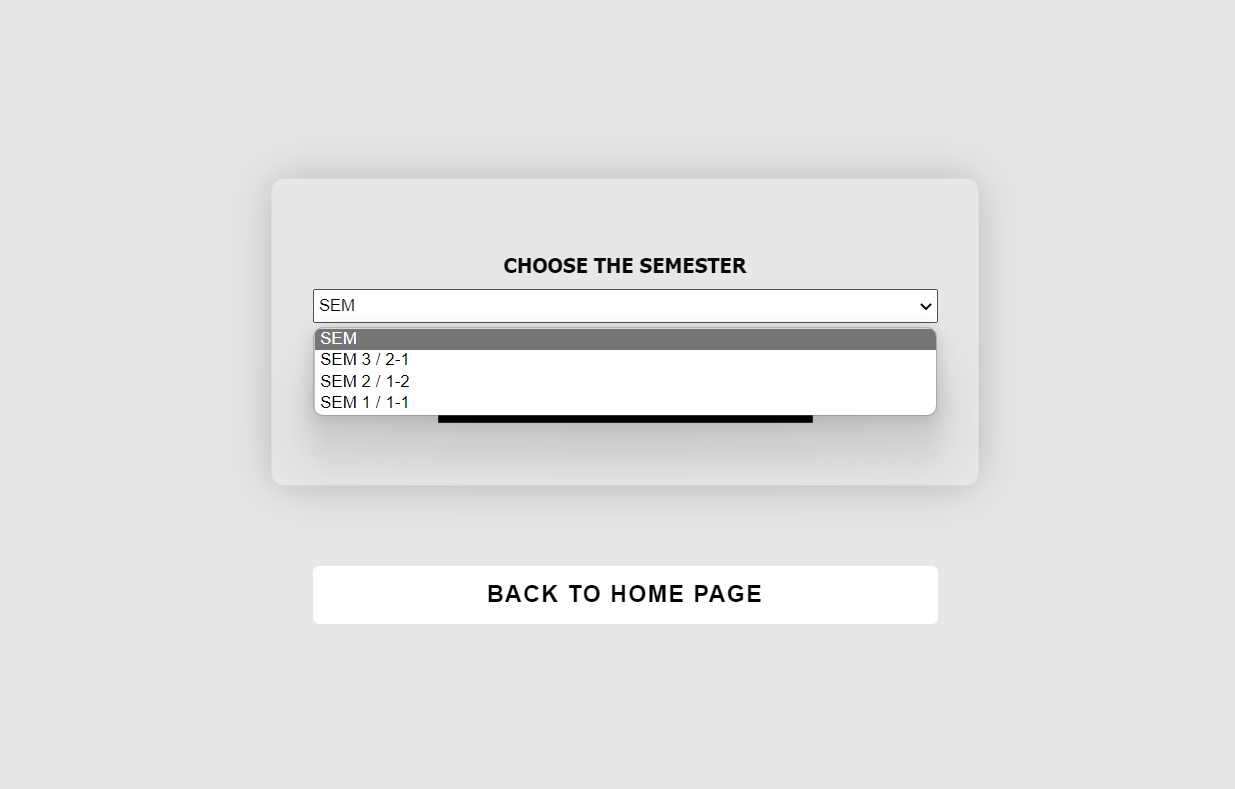 CHOOSE THE SEMESTER
SEM
SEM
SEM 3 / 2-1
SEM 2 / 1-2
SEM 1 / 1-1
BACK TO HOME PAGE